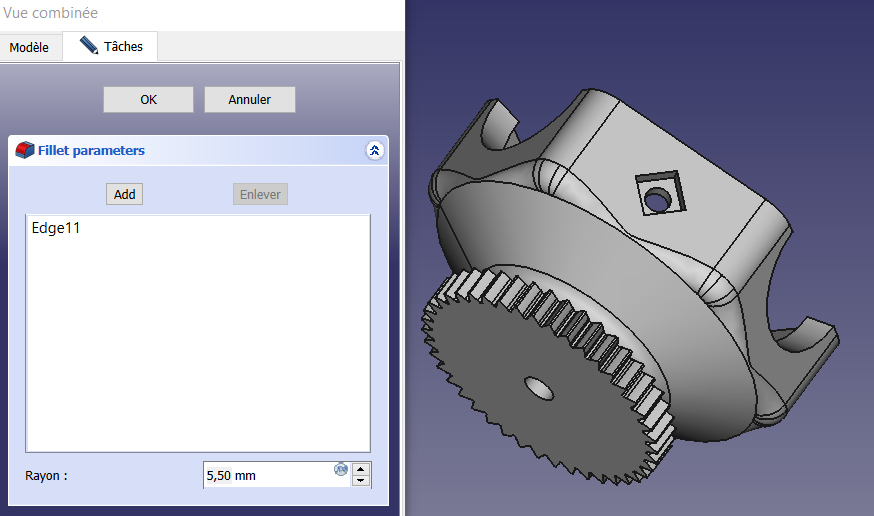 Vue combinée
Modèle
Tâches
OK
Annuler
Fillet parameters
Add
Enlever
Edge11
Rayon :
5,50 mm